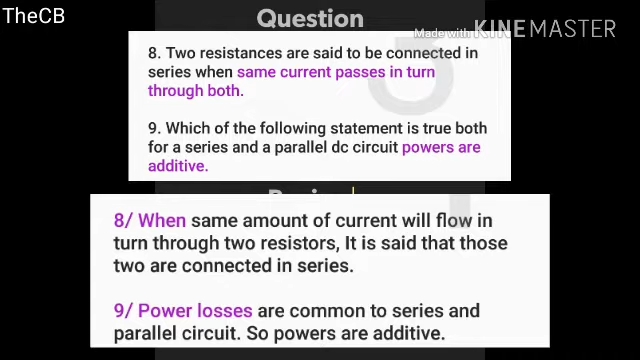 TheCB
Question
Made with KINEMASTER
8. Two resistances are said to be connected in
series when same current passes in turn
through both.
9. Which of the following statement is true both
for a series and a parallel dc circuit powers are
additive.
8/ When same amount of current will flow in
turn through two resistors, It is said that those
two are connected in series.
9/ Power losses are common to series and
parallel circuit. So powers are additive.